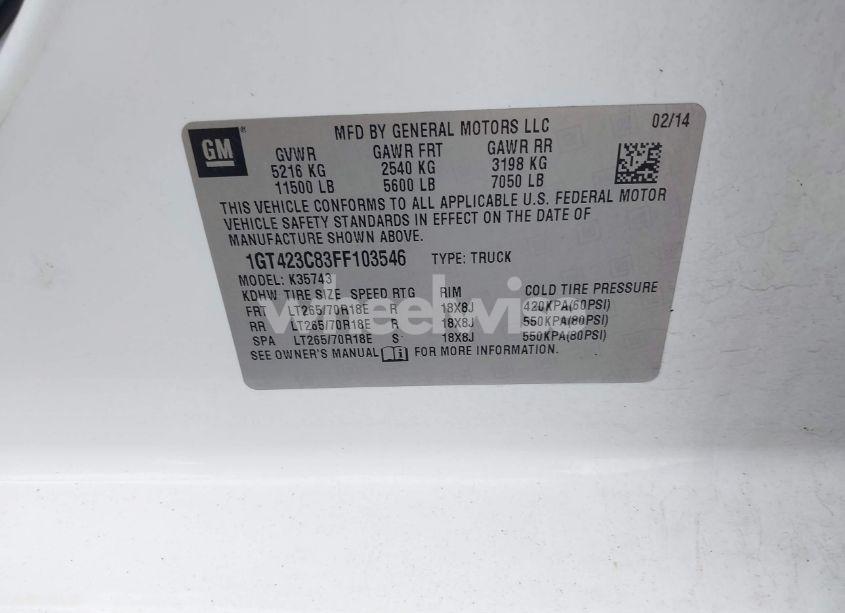 GM
MFD BY GENERAL MOTORS LLC 02/14
GVWR GAWR FRT GAWR RR
5216 KG 2540 KG 3198 KG
11500 LB 5600 LB 7050 LB
THIS VEHICLE CONFORMS TO ALL APPLICABLE U.S. FEDERAL MOTOR
VEHICLE SAFETY STANDARDS IN EFFECT ON THE DATE OF
MANUFACTURE SHOWN ABOVE.
1GT423C83FF103546 TYPE: TRUCK
MODEL: K35743
KDHW TIRE SIZE SPEED RTG RIM COLD TIRE PRESSURE
FRT LT265/70R18E R 18X8J 420KPA(60PSI)
RR LT265/70R18E R 18X8J 550KPA(80PSI)
SPA LT265/70R18E S 18X8J 550KPA(80PSI)
SEE OWNER'S MANUAL FOR MORE INFORMATION.